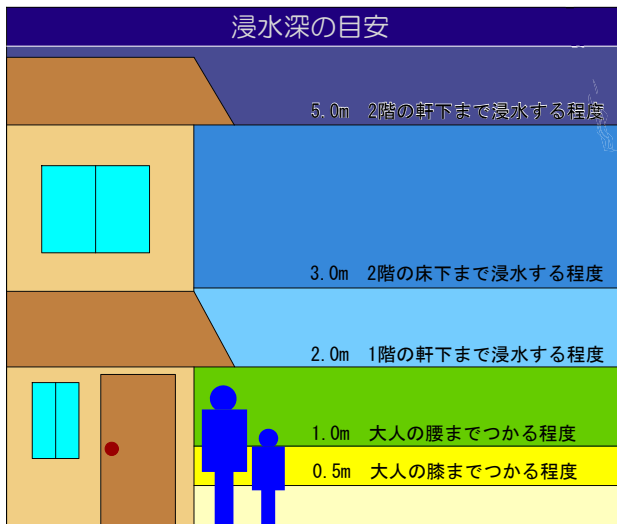 浸水深の目安
5.0m 2階の軒下まで浸水する程度
3.0m 2階の床下まで浸水する程度
2.0m 1階の軒下まで浸水する程度
1.0m 大人の腰までつかる程度
0.5m 大人の膝までつかる程度